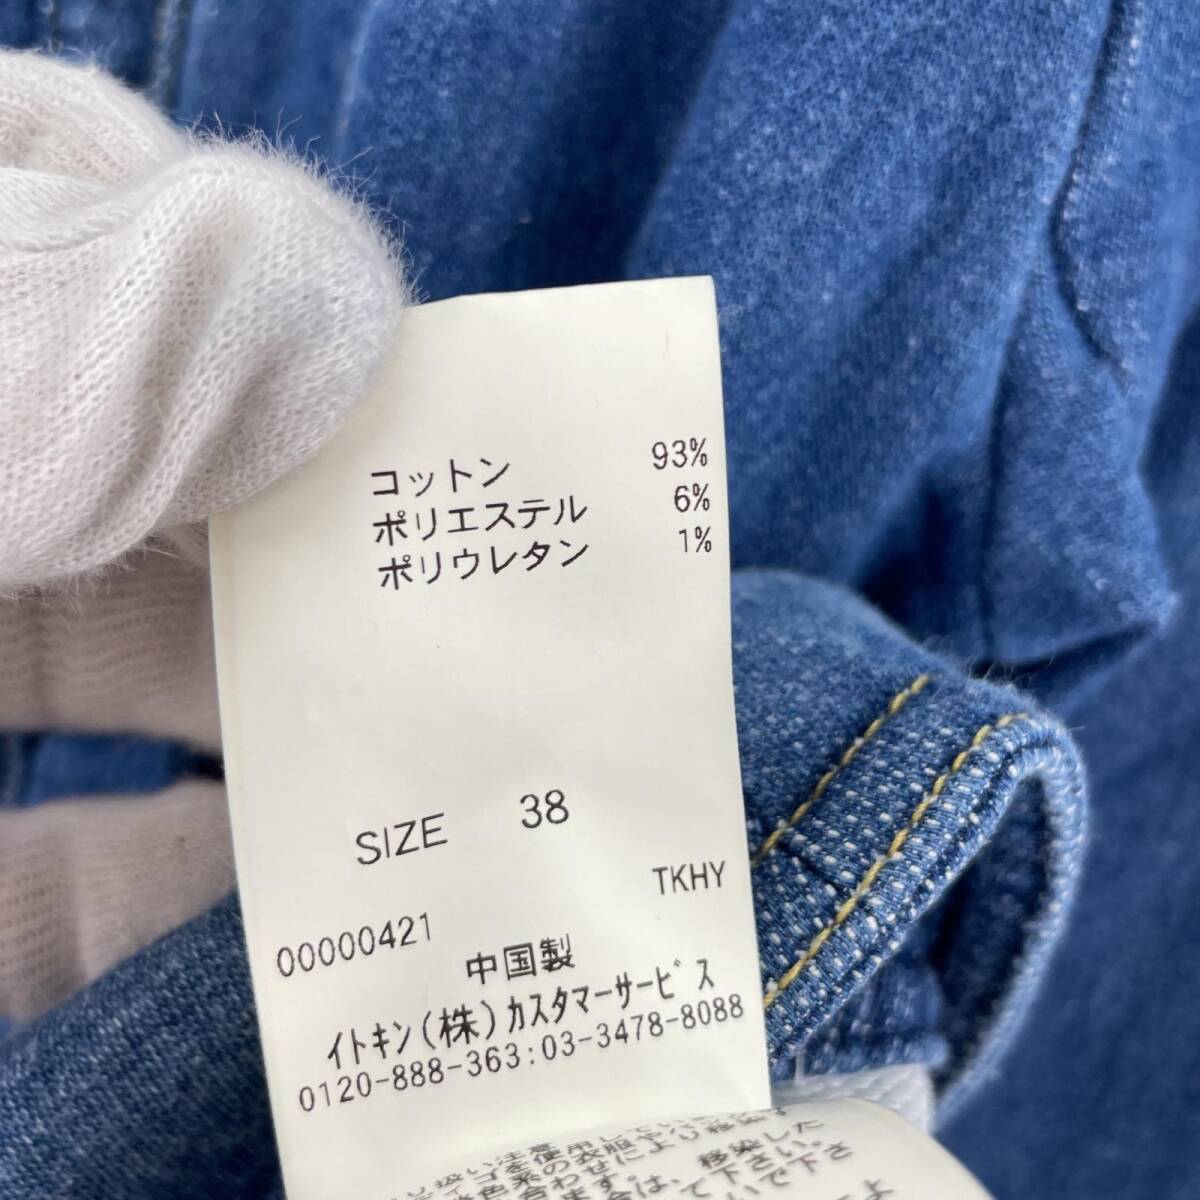 コットン 93%
ポリエステル 6%
ポリウレタン 1%
SIZE 38
TKHY
00000421
中国製
イトキン(株)カスタマーサービス
0120-888-363:03-3478-8088